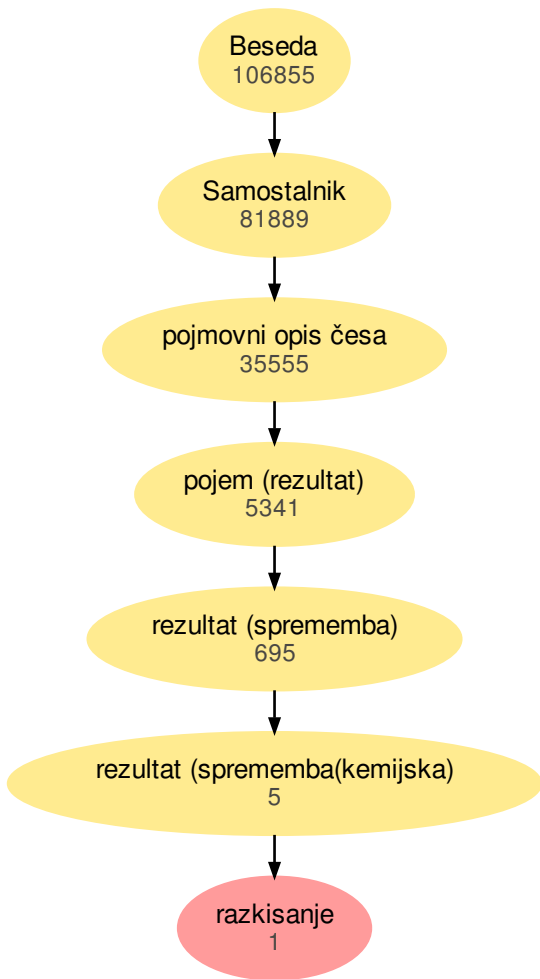 Beseda
106855
Samostalnik
81889
pojmovni opis česa
35555
pojem (rezultat)
5341
rezultat (sprememba)
695
rezultat (sprememba(kemijska)
5
razkisanje
1